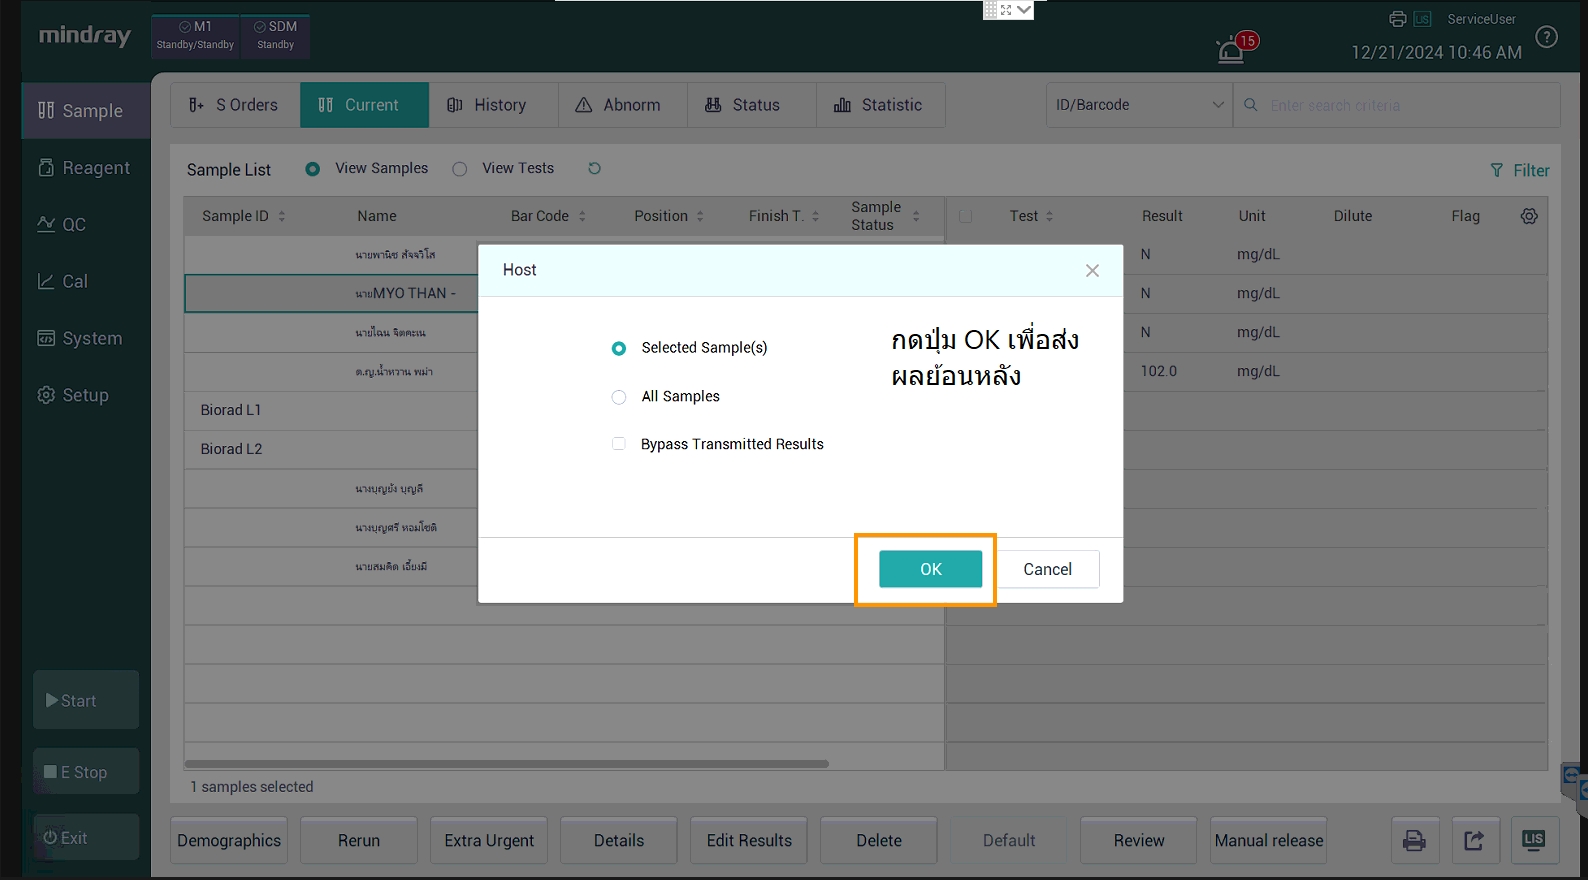 mindray
M1
Standby/Standby
SDM
Standby
15
LIS
ServiceUser
12/21/2024 10:46 AM
?
Sample
Reagent
QC
Cal
System
Setup
Start
E Stop
Exit
S Orders
Current
History
Abnorm
Status
Statistic
ID/Barcode
Enter search criteria
Sample List
View Samples
View Tests
Filter
Sample ID
Name
Bar Code
Position
Finish T.
Sample
Status
Test
Result
Unit
Dilute
Flag
นายพานิช สัจจวิโส
N
mg/dL
นายMYO THAN -
N
mg/dL
นายไฉน จิตคะเน
N
mg/dL
ด.ญ.น้ำหวาน พม่า
102.0
mg/dL
Biorad L1
Biorad L2
นางบุญยัง บุญลี
นางบุญศรี หอมโชติ
นายสมคิด เอี้ยงมี
Host
Selected Sample(s)
All Samples
Bypass Transmitted Results
กดปุ่ม OK เพื่อส่ง
ผลย้อนหลัง
OK
Cancel
1 samples selected
Demographics
Rerun
Extra Urgent
Details
Edit Results
Delete
Default
Review
Manual release
LIS